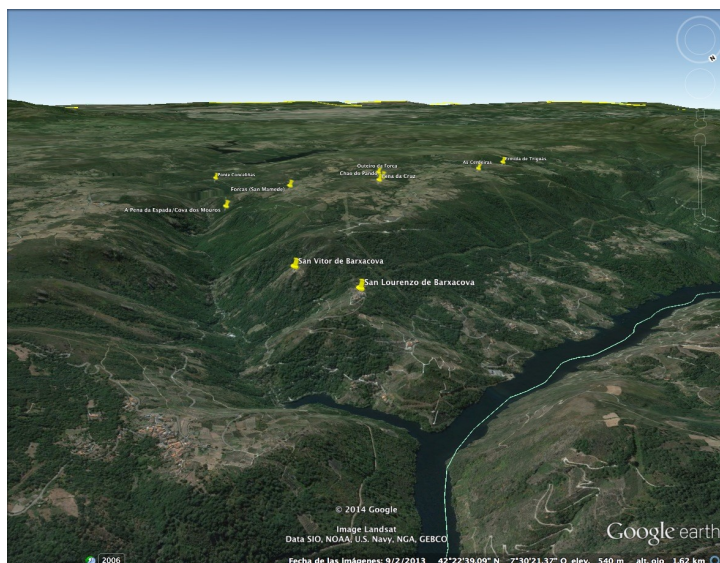 N
Outeiro da Forca
As Cerdeiras
Ponte Cancahñas
Chao do Pando
Pena da Cruz
Forcas (San Mamede)
A Pena da Espada/Cova dos Mouros
San Vitor de Barxacova
San Lourenzo de Barxacova
© 2014 Google
Image Landsat
Data SIO, NOAA, U.S. Navy, NGA, GEBCO
Google earth
2006
Fecha de las imágenes: 9/2/2013 42°22'39.09" N 7°30'21.37" O elev. 540 m alt. ojo 1.62 km